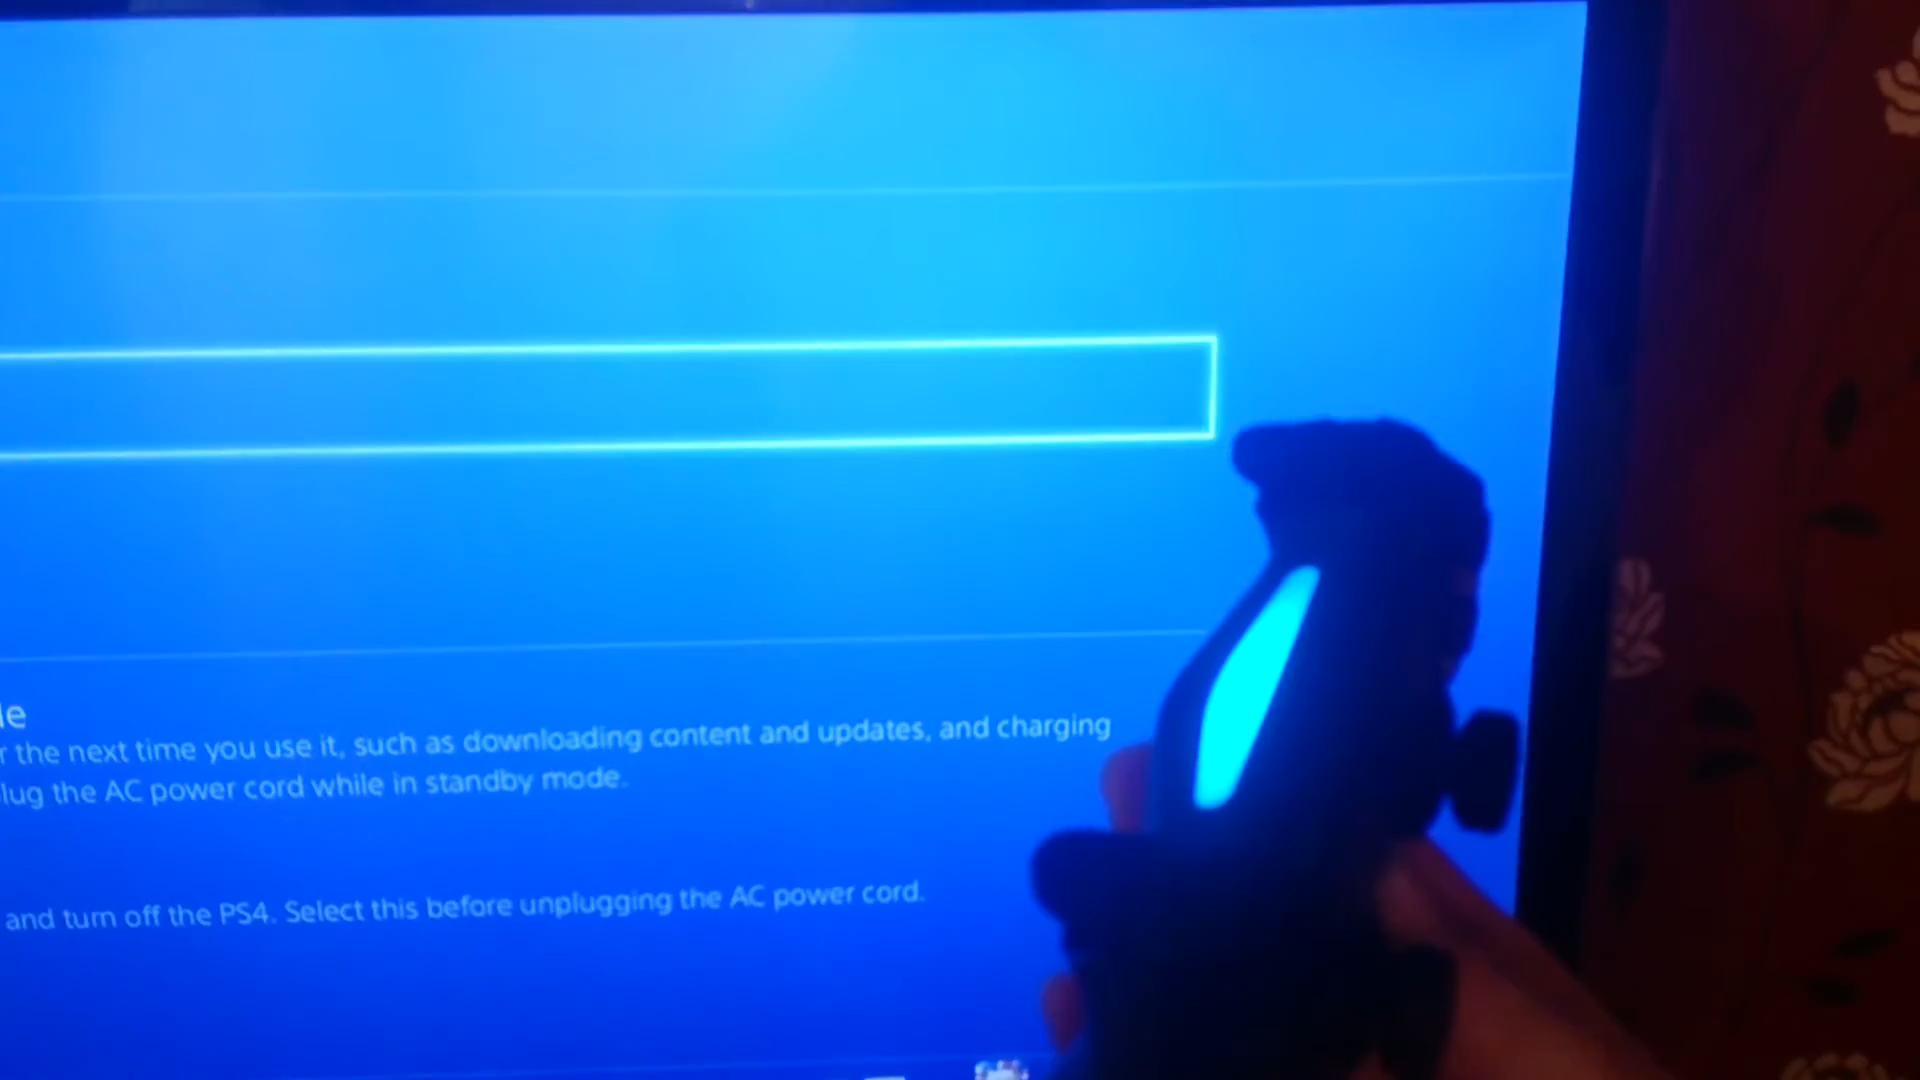 le
r the next time you use it, such as downloading content and updates, and charging
lug the AC power cord while in standby mode.
and turn off the PS4. Select this before unplugging the AC power cord.